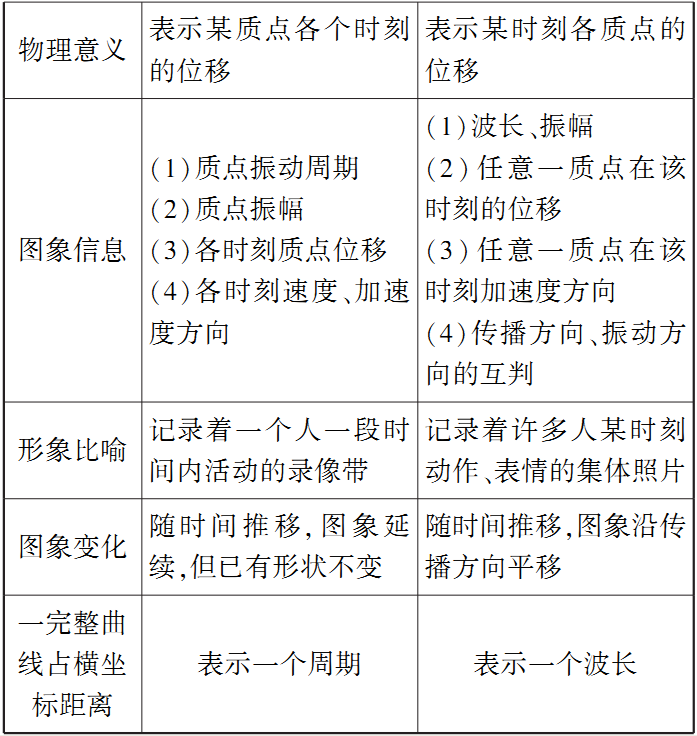 物理意义
表示某质点各个时刻
的位移
表示某时刻各质点的
位移
图象信息
(1)质点振动周期
(2)质点振幅
(3)各时刻质点位移
(4)各时刻速度、加速
度方向
(1)波长、振幅
(2)任意一质点在该
时刻的位移
(3)任意一质点在该
时刻加速度方向
(4)传播方向、振动方
向的互判
形象比喻
记录着一个人一段时
间内活动的录像带
记录着许多人某时刻
动作、表情的集体照片
图象变化
随时间推移,图象延
续,但已有形状不变
随时间推移,图象沿传
播方向平移
一完整曲
线占横坐
标距离
表示一个周期
表示一个波长